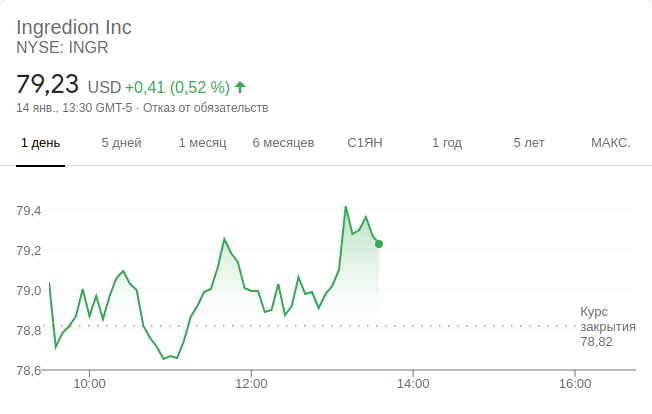 Ingredion Inc
NYSE: INGR
79,23 USD +0,41 (0,52 %)
14 янв., 13:30 GMT-5 · Отказ от обязательств
1 день 5 дней 1 месяц 6 месяцев С1ЯН 1 год 5 лет МАКС.
79,4
79,2
79,0
78,8
78,6
Курс
закрытия
78,82
10:00 12:00 14:00 16:00